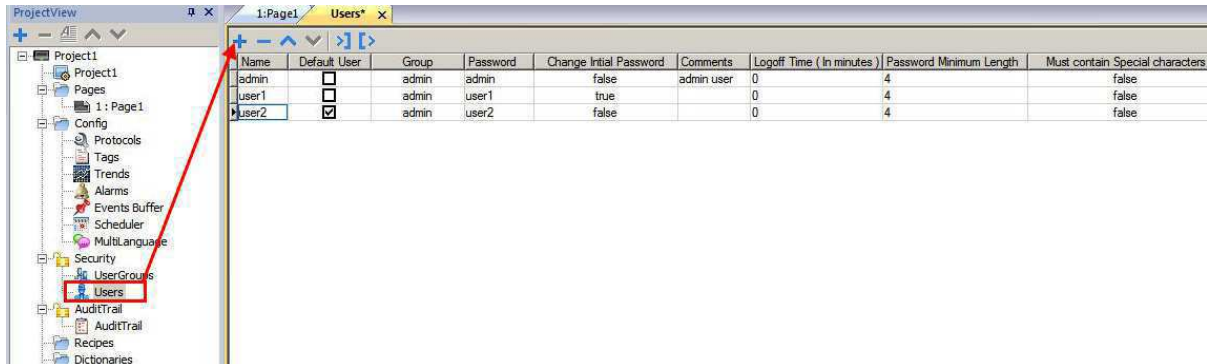 ProjectView
1:Page1
Users*
Project1
Project1
Pages
1 : Page1
Config
Protocols
Tags
Trends
Alarms
Events Buffer
Scheduler
MultiLanguage
Security
UserGroups
Users
AuditTrail
AuditTrail
Recipes
Dictionaries
Name Default User Group Password Change Intial Password Comments Logoff Time ( In minutes ) Password Minimum Length Must contain Special characters
admin admin admin false admin user 0 4 false
user1 admin user1 true 0 4 false
user2 admin user2 false 0 4 false